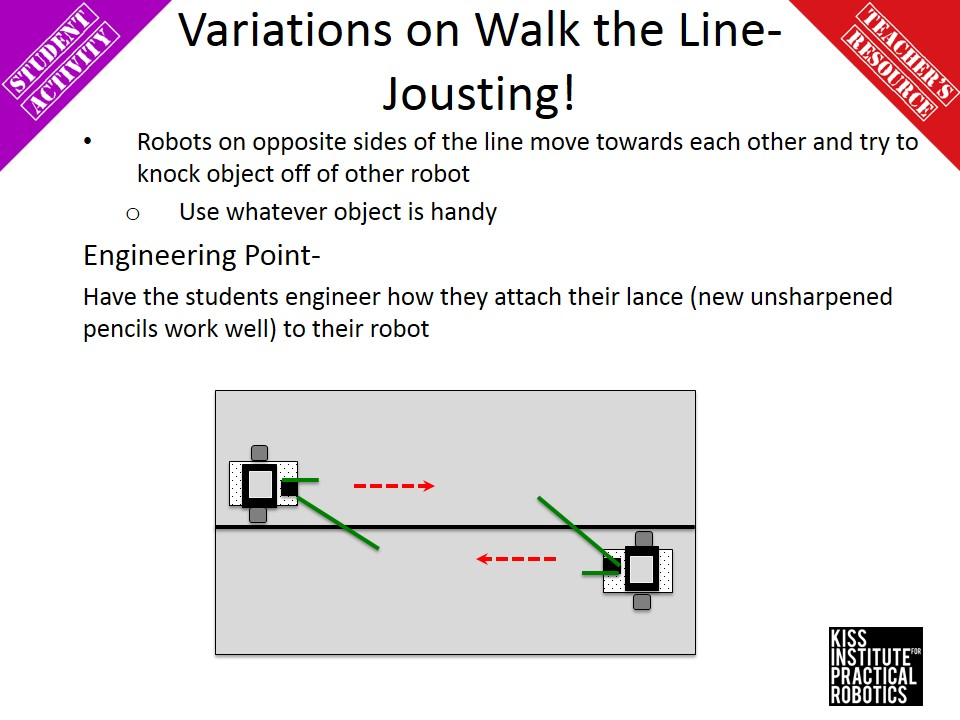 STUDENT
ACTIVITY
TEACHER'S
RESOURCE
Variations on Walk the Line-
Jousting!
• Robots on opposite sides of the line move towards each other and try to
knock object off of other robot
o Use whatever object is handy
Engineering Point-
Have the students engineer how they attach their lance (new unsharpened
pencils work well) to their robot
KISS
INSTITUTE FOR
PRACTICAL
ROBOTICS